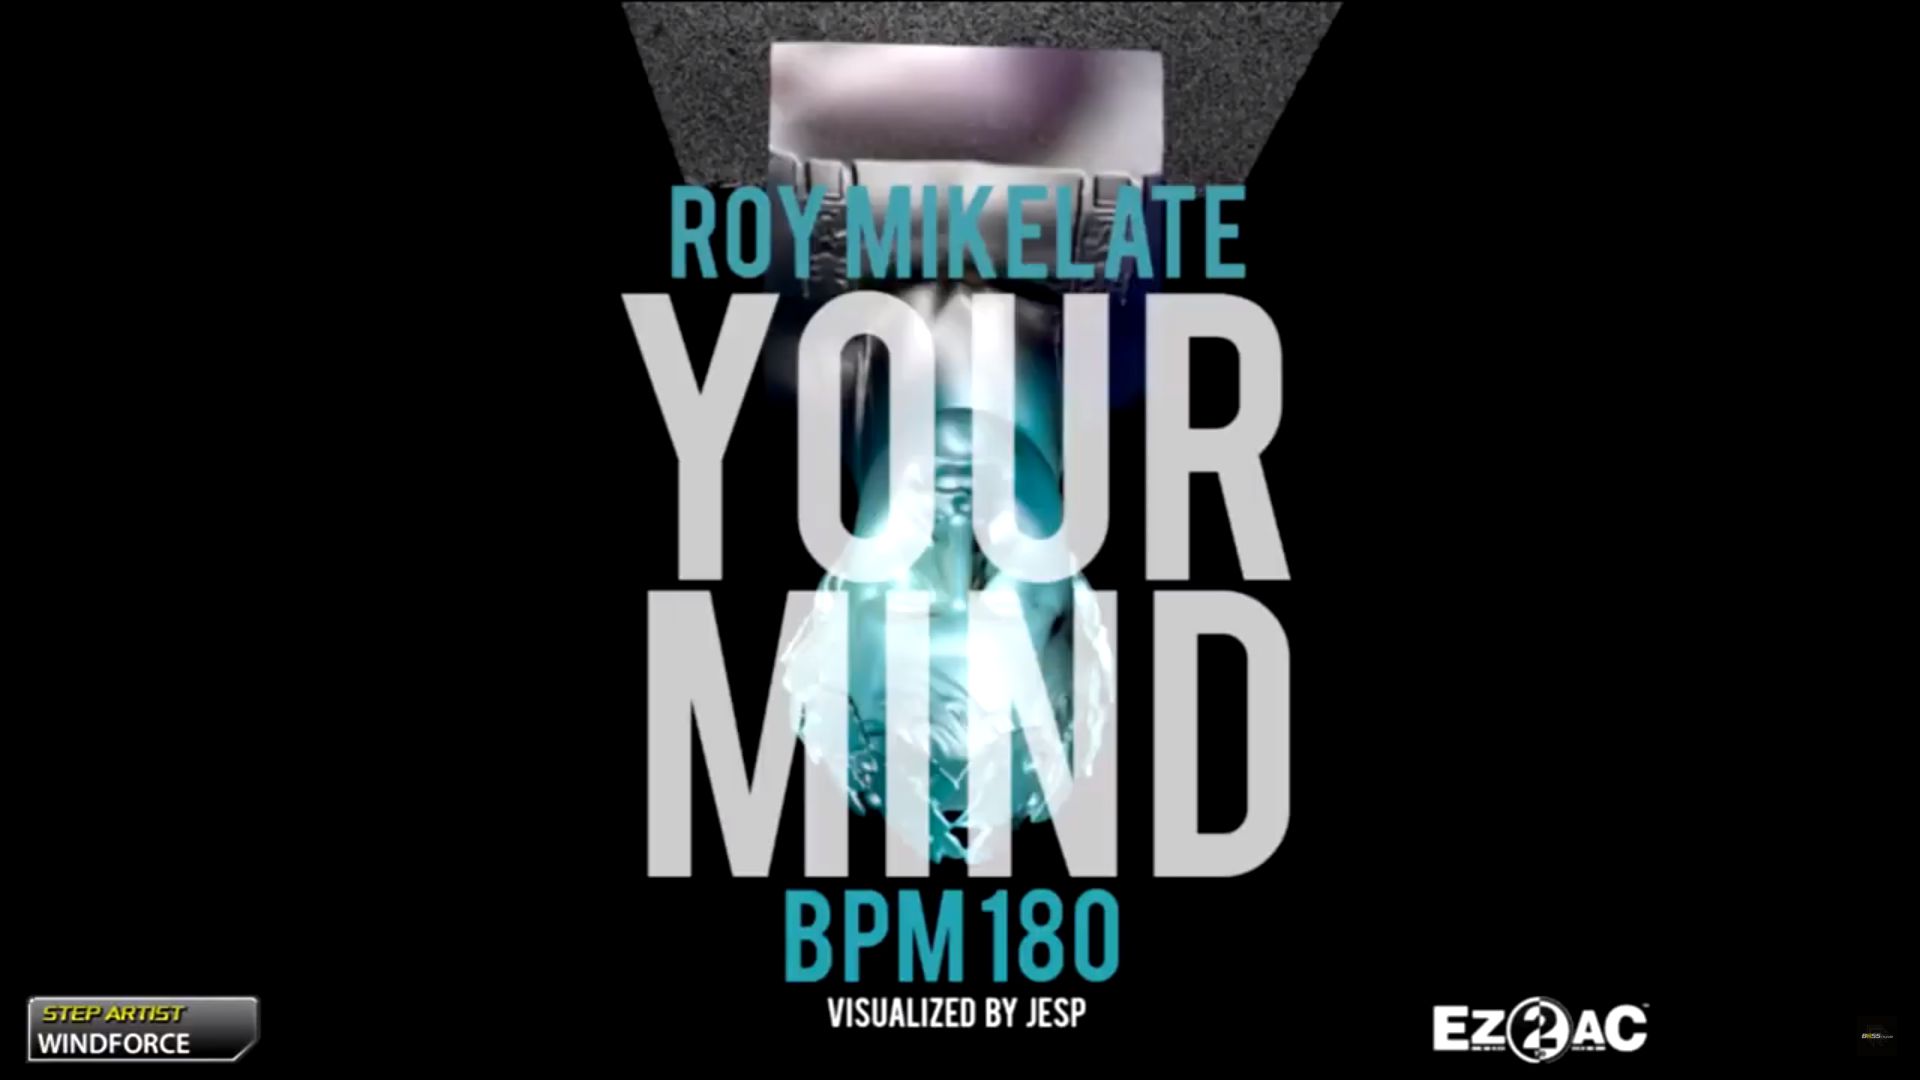 ROY MIKELATE
YOUR
MIND
BPM 180
VISUALIZED BY JESP
STEP ARTIST
WINDFORCE
Ez2AC